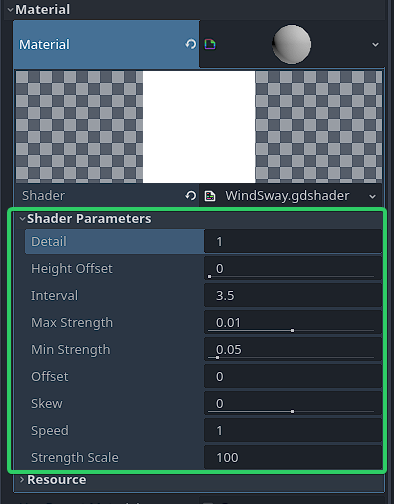 Material
Material
Shader WindSway.gdshader
Shader Parameters
Detail 1
Height Offset 0
Interval 3.5
Max Strength 0.01
Min Strength 0.05
Offset 0
Skew 0
Speed 1
Strength Scale 100
Resource